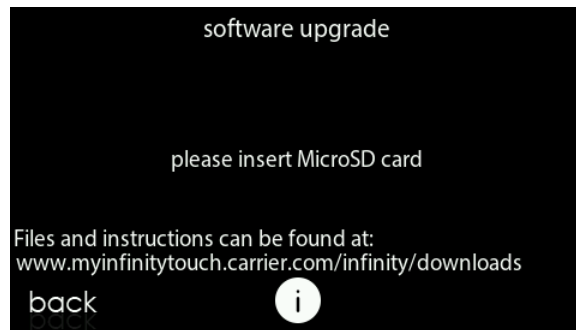 software upgrade
please insert MicroSD card
Files and instructions can be found at:
www.myinfinitytouch.carrier.com/infinity/downloads
back
i